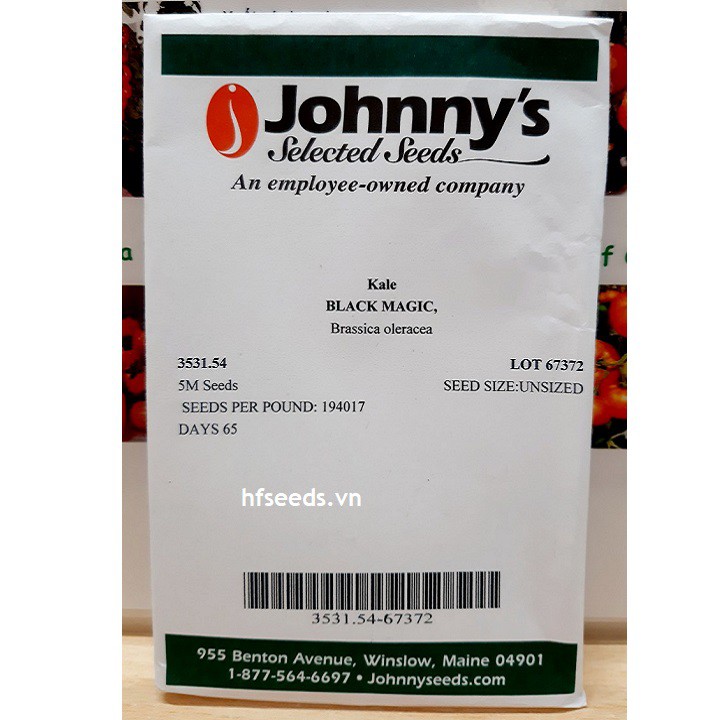 Johnny's
Selected Seeds
An employee-owned company
Kale
BLACK MAGIC,
Brassica oleracea
3531.54 LOT 67372
5M Seeds SEED SIZE:UNSIZED
SEEDS PER POUND: 194017
DAYS 65
hfseeds.vn
3531.54-67372
955 Benton Avenue, Winslow, Maine 04901
1-877-564-6697 • Johnnyseeds.com